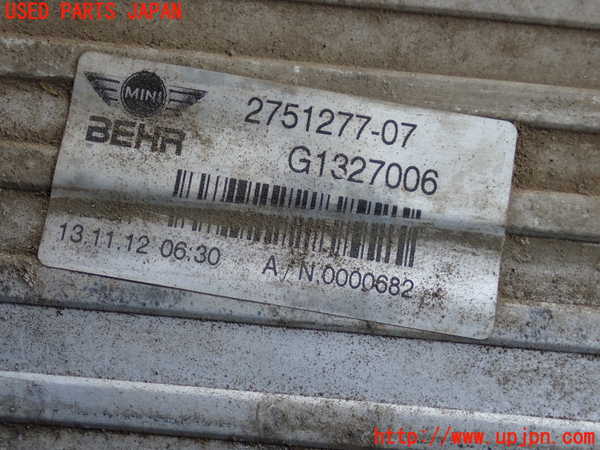 USED PARTS JAPAN
MINI
BEHR
2751277-07
G1327006
13.11.12 06:30
A/N:0000682
http://www.upjpn.com/